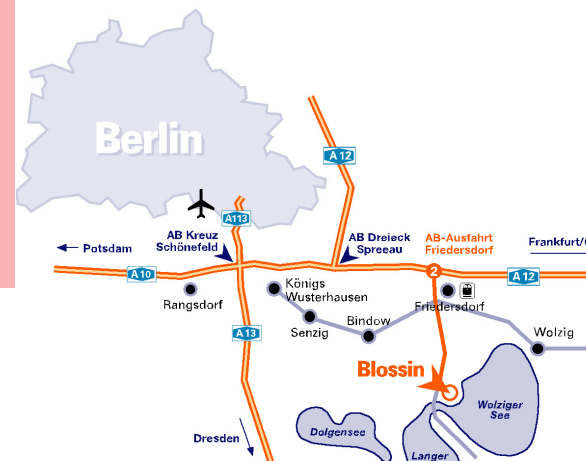 Berlin
A 12
A113
AB Kreuz
Schönefeld
AB Dreieck
Spreeau
AB-Ausfahrt
Friedersdorf
Frankfurt/
Potsdam
A 10
2
A 12
Rangsdorf
Königs
Wusterhausen
Friedersdorf
Senzig
Bindow
Wolzig
A 13
Blossin
Wolziger
See
Dresden
Dolgensee
Langer